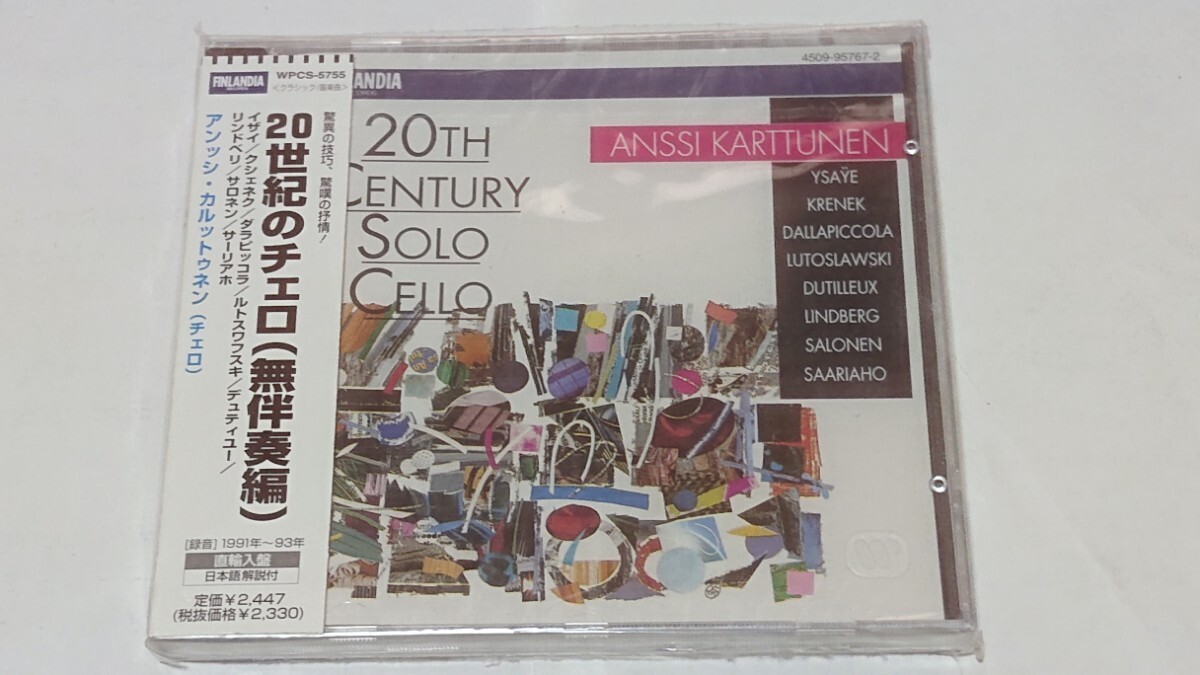 FINLANDIA
RECORDS
WPCS-5755
<クラシック/器楽曲>
驚異の技巧、驚嘆の抒情!
20世紀のチェロ(無伴奏編)
イザイ/クシェネク/ダラピッコラ/ルトスワフスキ/デュティユー/
リンドベリ/サロネン/サーリアホ
アンッシ・カルットゥネン(チェロ)
[録音] 1991年〜93年
直輸入盤
日本語解説付
定価¥2,447
(税抜価格¥2,330)
4509-95767-2
ANDIA
20TH
CENTURY
SOLO
CELLO
ANSSI KARTTUNEN
YSAŸE
KRENEK
DALLAPICCOLA
LUTOSLAWSKI
DUTILLEUX
LINDBERG
SALONEN
SAARIAHO